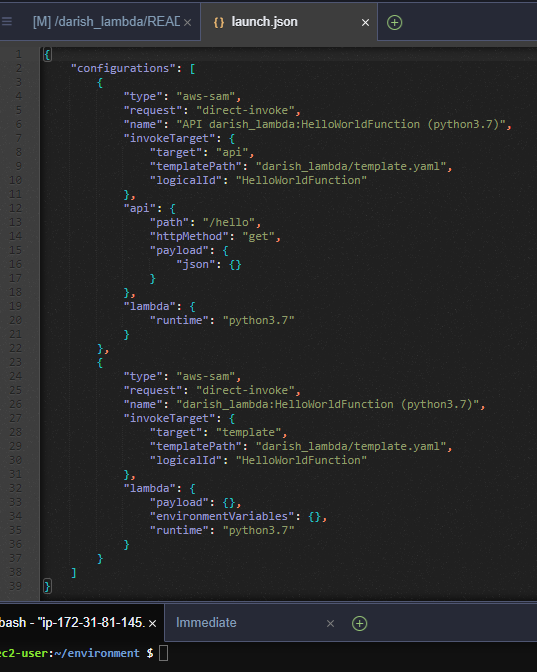 [M] /darish_lambda/READ × {} launch.json ×
1 {
2 "configurations": [
3 {
4 "type": "aws-sam",
5 "request": "direct-invoke",
6 "name": "API darish_lambda:HelloWorldFunction (python3.7)",
7 "invokeTarget": {
8 "target": "api",
9 "templatePath": "darish_lambda/template.yaml",
10 "logicalId": "HelloWorldFunction"
11 },
12 "api": {
13 "path": "/hello",
14 "httpMethod": "get",
15 "payload": {
16 "json": {}
17 }
18 },
19 "lambda": {
20 "runtime": "python3.7"
21 }
22 },
23 {
24 "type": "aws-sam",
25 "request": "direct-invoke",
26 "name": "darish_lambda:HelloWorldFunction (python3.7)",
27 "invokeTarget": {
28 "target": "template",
29 "templatePath": "darish_lambda/template.yaml",
30 "logicalId": "HelloWorldFunction"
31 },
32 "lambda": {
33 "payload": {},
34 "environmentVariables": {},
35 "runtime": "python3.7"
36 }
37 }
38 ]
39 }
bash - "ip-172-31-81-145. × Immediate ×
ec2-user:~/environment $